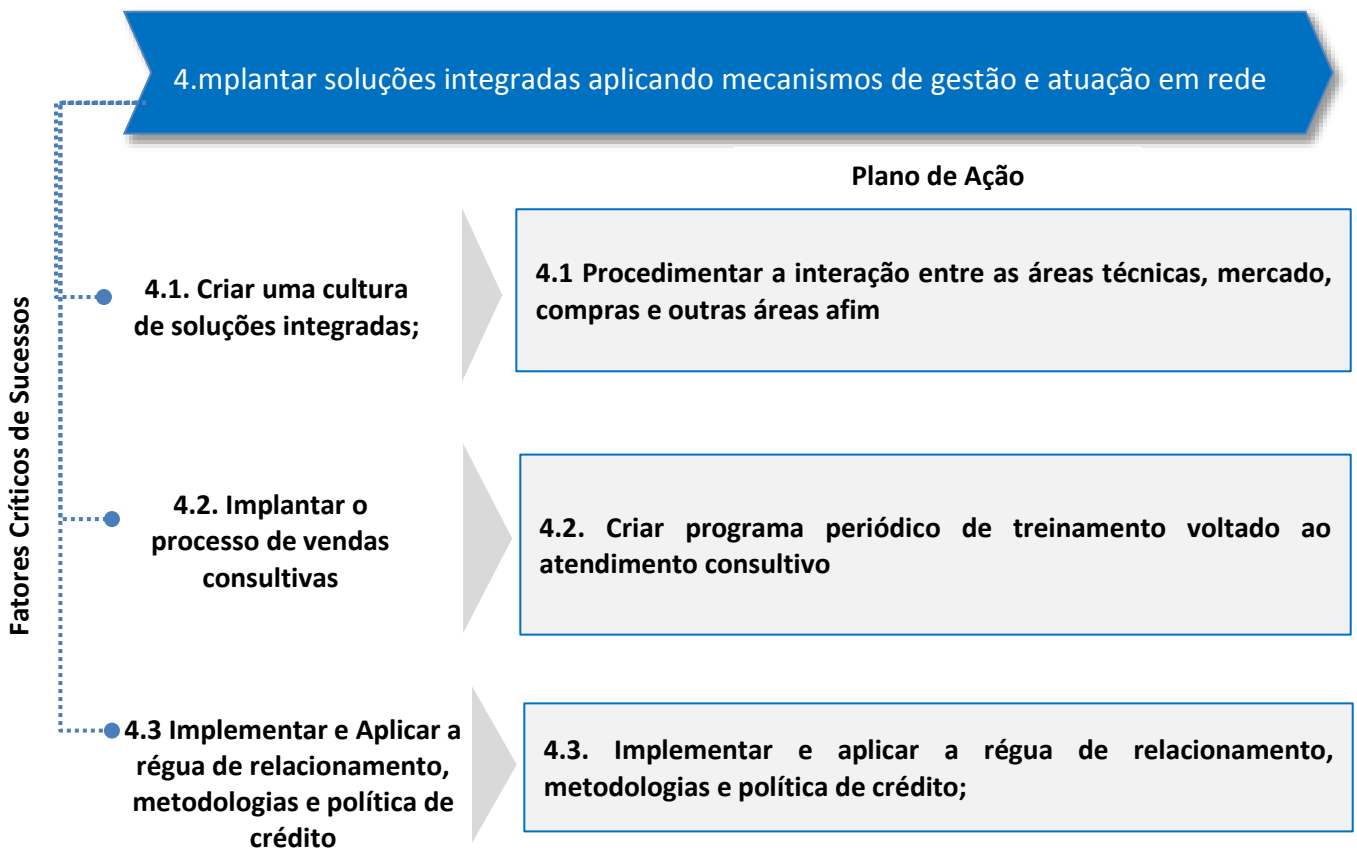 4.mplantar soluções integradas aplicando mecanismos de gestão e atuação em rede
Plano de Ação
Fatores Críticos de Sucessos
4.1. Criar uma cultura
de soluções integradas;
4.1 Procedimentar a interação entre as áreas técnicas, mercado,
compras e outras áreas afim
4.2. Implantar o
processo de vendas
consultivas
4.2. Criar programa periódico de treinamento voltado ao
atendimento consultivo
4.3 Implementar e Aplicar a
régua de relacionamento,
metodologias e política de
crédito
4.3. Implementar e aplicar a régua de relacionamento,
metodologias e política de crédito;